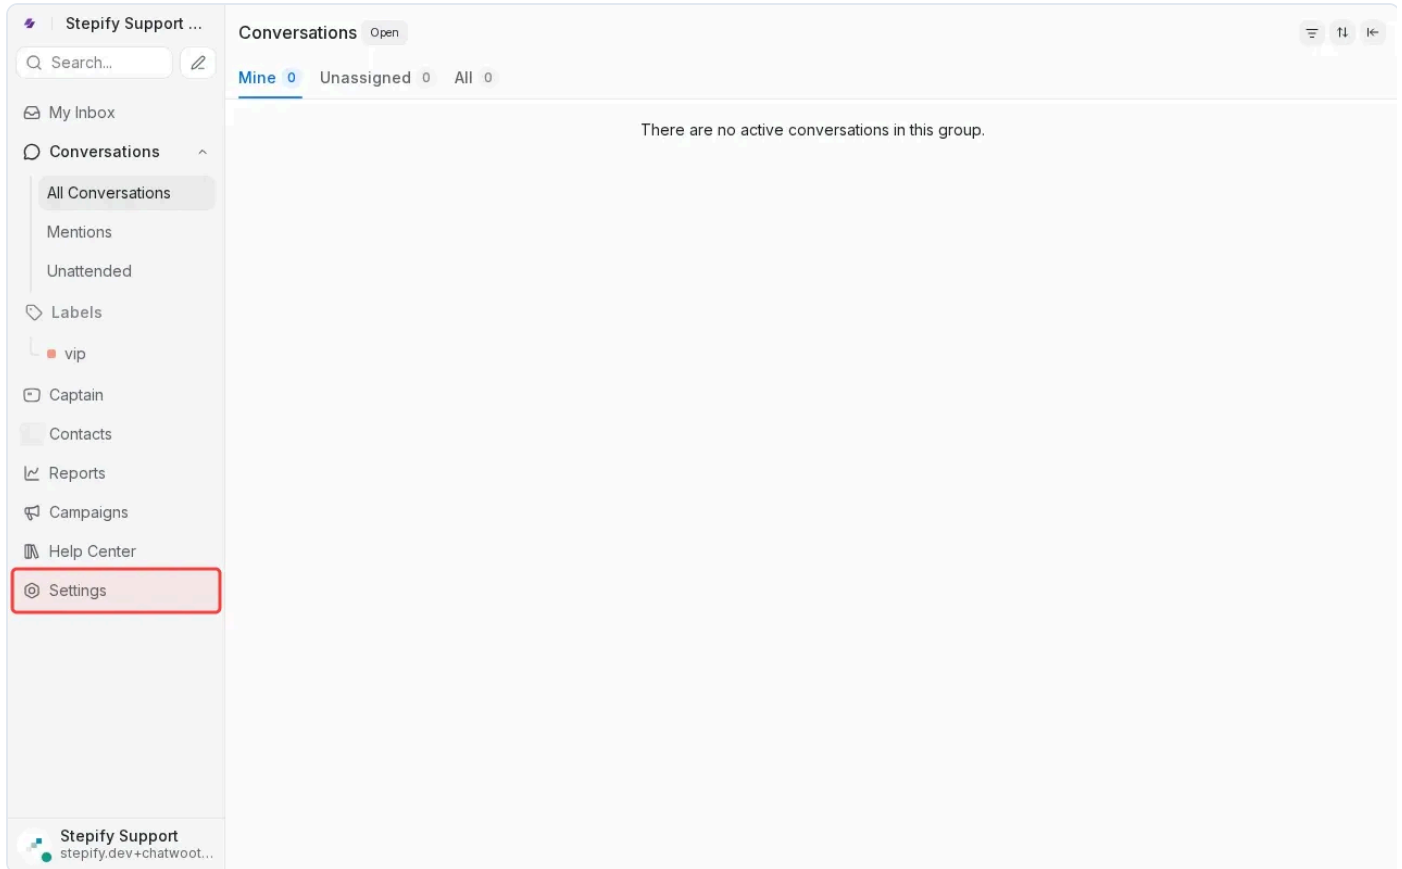 Stepify Support ...
Search...
My Inbox
Conversations
All Conversations
Mentions
Unattended
Labels
vip
Captain
Contacts
Reports
Campaigns
Help Center
Settings
Stepify Support
stepify.dev+chatwoot...
Conversations Open
Mine 0 Unassigned 0 All 0
There are no active conversations in this group.